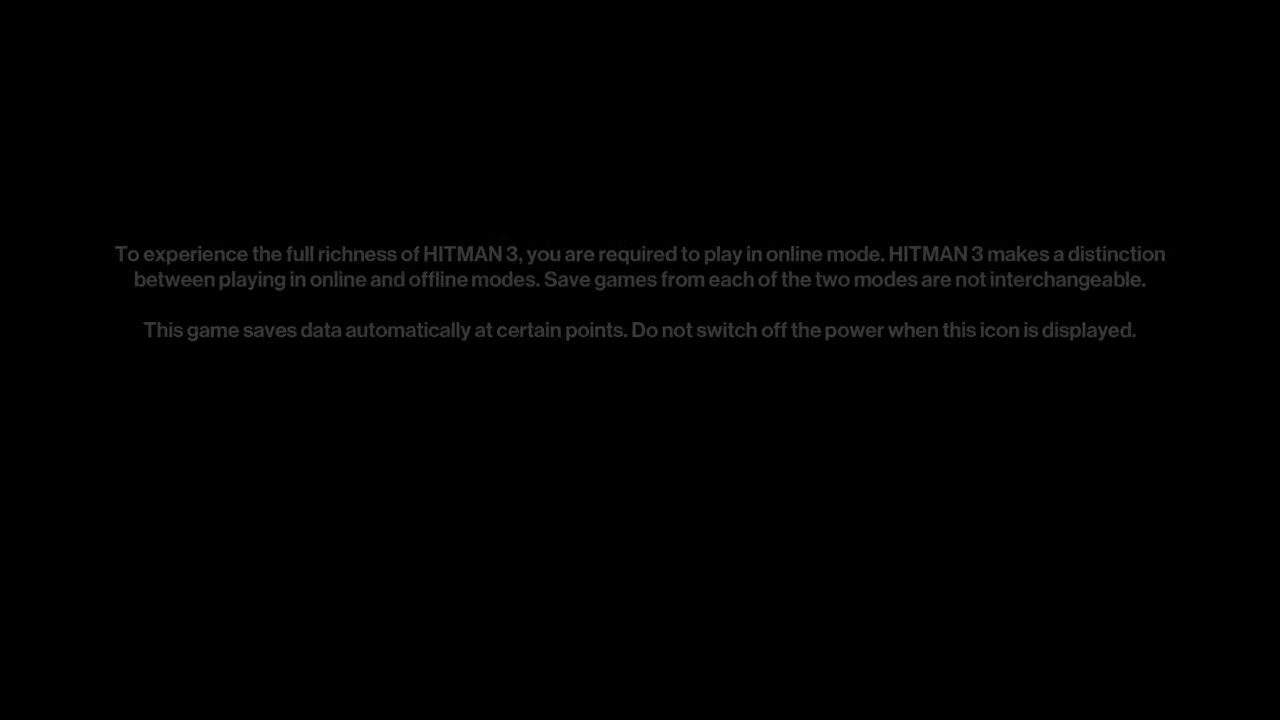 To experience the full richness of HITMAN 3, you are required to play in online mode. HITMAN 3 makes a distinction
between playing in online and offline modes. Save games from each of the two modes are not interchangeable.
This game saves data automatically at certain points. Do not switch off the power when this icon is displayed.